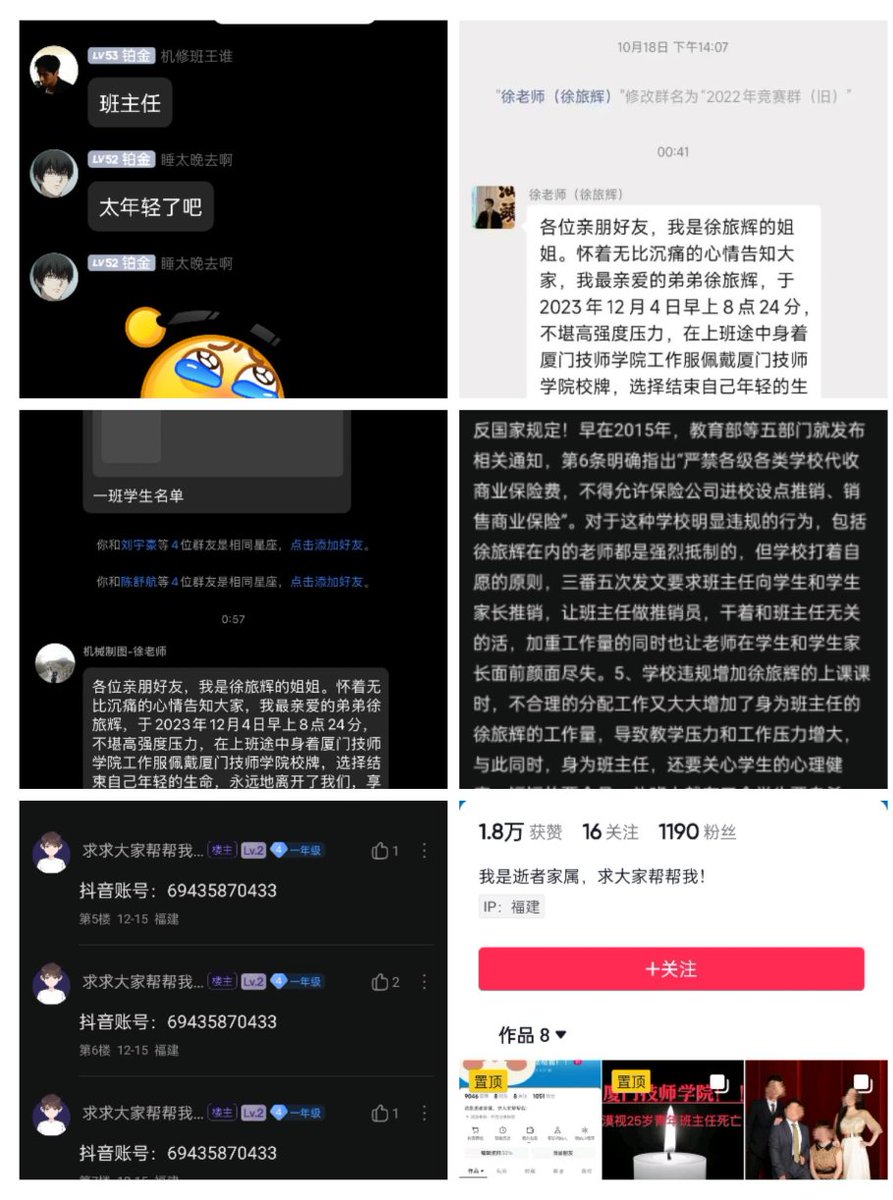 LV53 铂金 机修班王谁
班主任
LV52 铂金 睡太晚去啊
太年轻了吧
LV52 铂金 睡太晚去啊
10月18日 下午14:07
"徐老师（徐旅辉）"修改群名为"2022年竞赛群（旧）"
00:41
徐老师（徐旅辉）
各位亲朋好友，我是徐旅辉的姐
姐。怀着无比沉痛的心情告知大
家，我最亲爱的弟弟徐旅辉，于
2023年12月4日早上8点24分，
不堪高强度压力，在上班途中身着
厦门技师学院工作服佩戴厦门技师
学院校牌，选择结束自己年轻的生
一班学生名单
你和刘宇豪等4位群友是相同星座，点击添加好友。
你和陈舒航等4位群友是相同星座，点击添加好友。
0:57
机械制图-徐老师
各位亲朋好友，我是徐旅辉的姐姐。怀着无
比沉痛的心情告知大家，我最亲爱的弟弟徐
旅辉，于2023年12月4日早上8点24分，
不堪高强度压力，在上班途中身着厦门技师
学院工作服佩戴厦门技师学院校牌，选择结
束自己年轻的生命，永远地离开了我们，享
反国家规定！早在2015年，教育部等五部门就发布
相关通知，第6条明确指出“严禁各级各类学校代收
商业保险费，不得允许保险公司进校设点推销、销
售商业保险”。对于这种学校明显违规的行为，包括
徐旅辉在内的老师都是强烈抵制的，但学校打着自
愿的原则，三番五次发文要求班主任向学生和学生
家长推销，让班主任做推销员，干着和班主任无关
的活，加重工作量的同时也让老师在学生和学生家
长面前颜面尽失。5、学校违规增加徐旅辉的上课课
时，不合理的分配工作又大大增加了身为班主任的
徐旅辉的工作量，导致教学压力和工作压力增大，
与此同时，身为班主任，还要关心学生的心理健
求求大家帮帮我... 楼主 Lv.2 4 一年级 1
抖音账号：69435870433
第5楼 12-15 福建
求求大家帮帮我... 楼主 Lv.2 4 一年级 2
抖音账号：69435870433
第6楼 12-15 福建
求求大家帮帮我... 楼主 Lv.2 4 一年级 1
抖音账号：69435870433
1.8万 获赞 16 关注 1190 粉丝
我是逝者家属，求大家帮帮我！
IP：福建
+关注
作品 8
置顶
置顶
厦门技师学院！！
漠视25岁青年班主任死亡